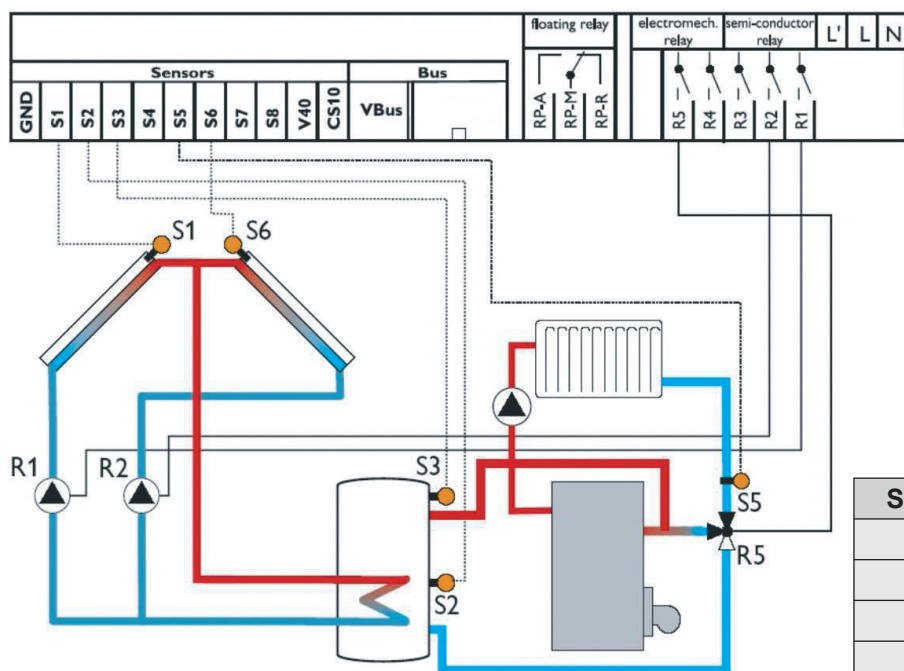 floating relay
electromech. relay
semi-conductor relay
L' L N
Sensors
Bus
GND S1 S2 S3 S4 S5 S6 S7 S8 V40 CS10
VBus
RP-A RP-M RP-R
R5 R4 R3 R2 R1
S1 S6
R1 R2
S3
S5
S
R5
S2